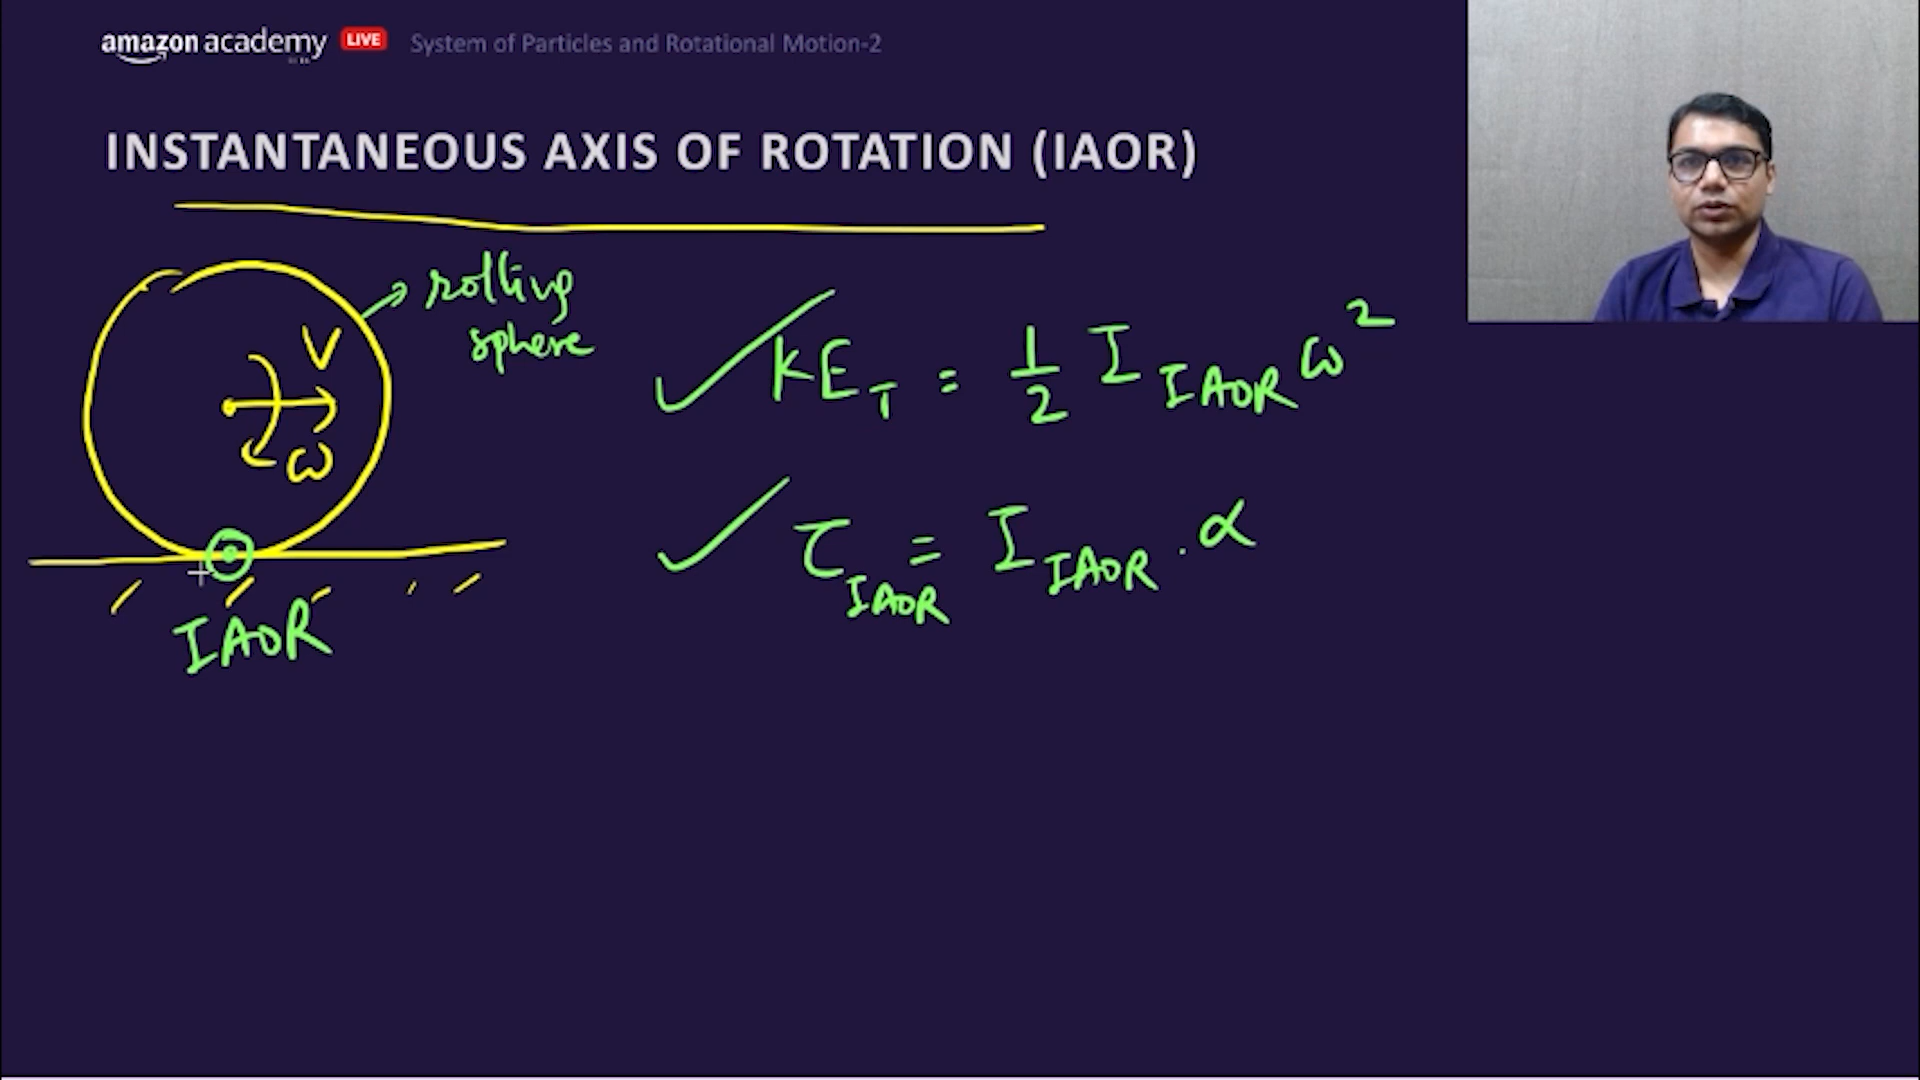 amazon academy LIVE System of Particles and Rotational Motion-2
INSTANTANEOUS AXIS OF ROTATION (IAOR)
rolling
sphere
V
ω
IAOR
KE_T = 1/2 I_IAOR ω²
τ_IAOR = I_IAOR . α